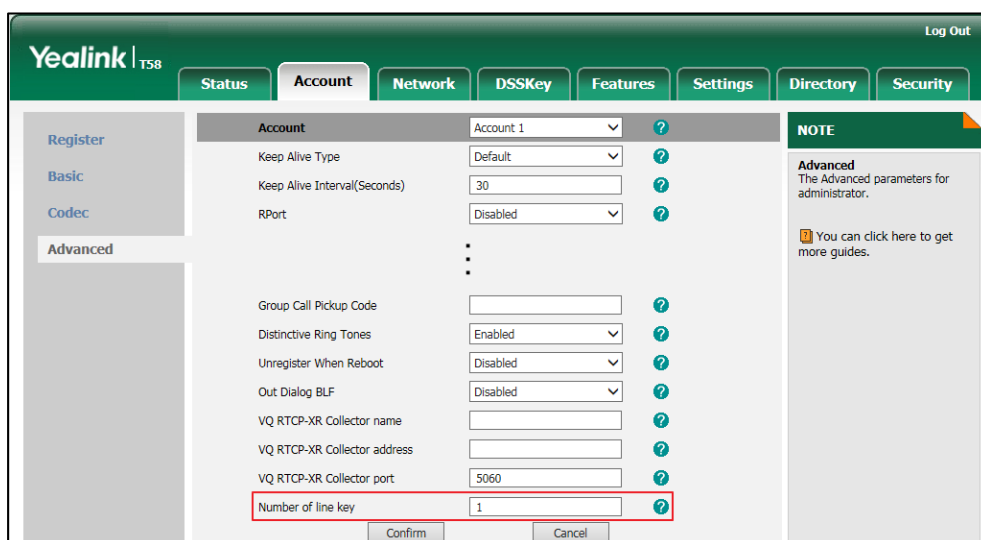 Log Out
Yealink | T58
Status Account Network DSSKey Features Settings Directory Security
Register
Basic
Codec
Advanced
Account Account 1 ?
Keep Alive Type Default ?
Keep Alive Interval(Seconds) 30 ?
RPort Disabled ?
Group Call Pickup Code ?
Distinctive Ring Tones Enabled ?
Unregister When Reboot Disabled ?
Out Dialog BLF Disabled ?
VQ RTCP-XR Collector name ?
VQ RTCP-XR Collector address ?
VQ RTCP-XR Collector port 5060 ?
Number of line key 1 ?
Confirm Cancel
NOTE
Advanced
The Advanced parameters for
administrator.
? You can click here to get
more guides.